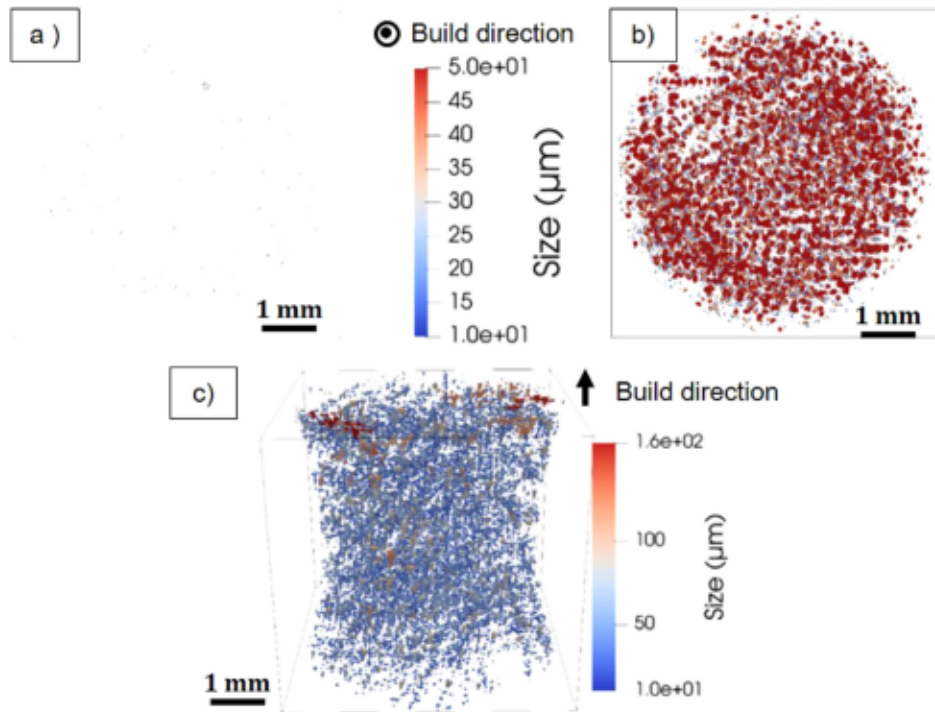 a )
Build direction
5.0e+01
45
40
35
30
25
20
15
1.0e+01
Size (µm)
1 mm
b)
1 mm
c)
Build direction
1.6e+02
100
50
1.0e+01
Size (µm)
1 mm